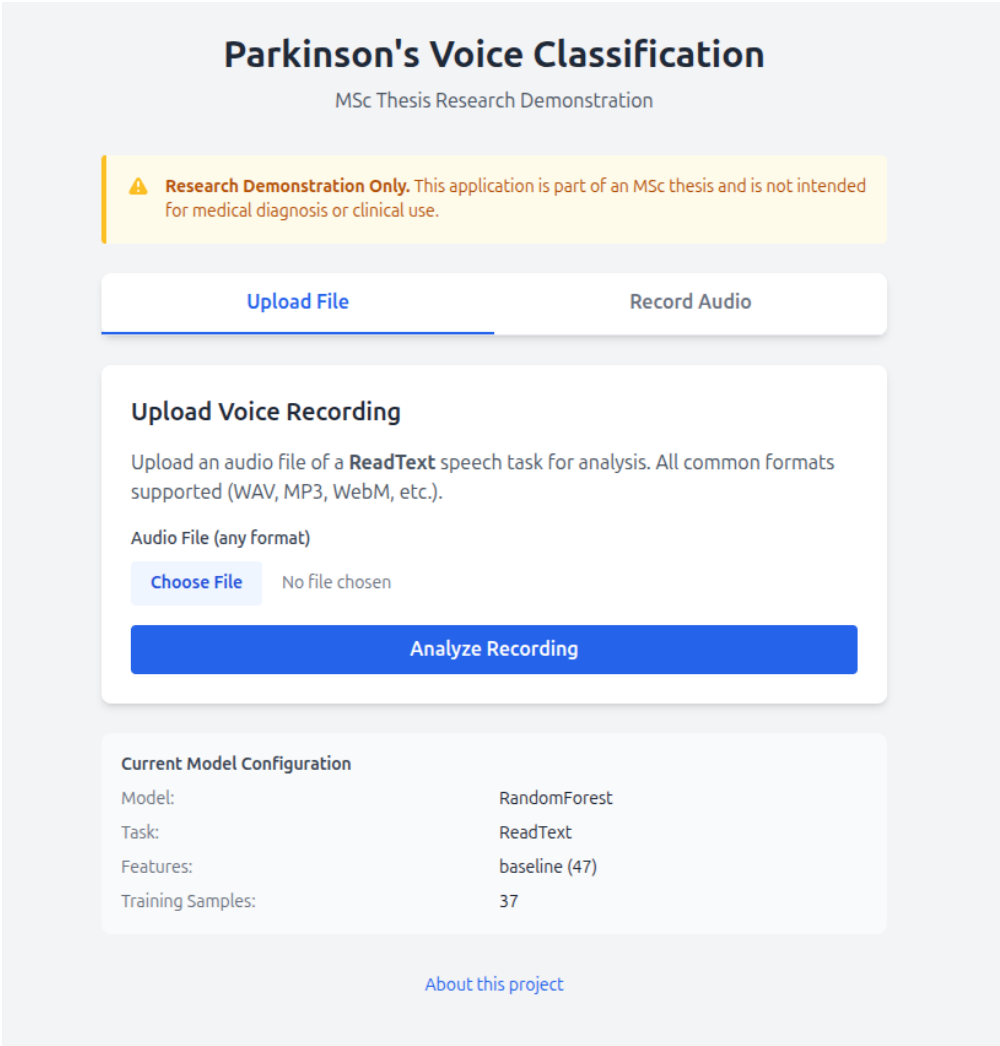 Parkinson's Voice Classification
MSc Thesis Research Demonstration
Research Demonstration Only. This application is part of an MSc thesis and is not intended
for medical diagnosis or clinical use.
Upload File
Record Audio
Upload Voice Recording
Upload an audio file of a ReadText speech task for analysis. All common formats
supported (WAV, MP3, WebM, etc.).
Audio File (any format)
Choose File No file chosen
Analyze Recording
Current Model Configuration
Model: RandomForest
Task: ReadText
Features: baseline (47)
Training Samples: 37
About this project